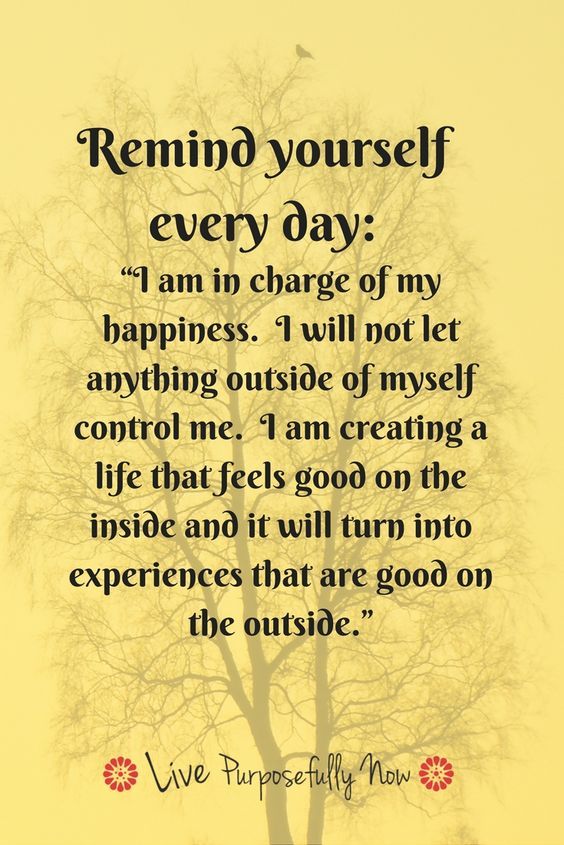 Remind yourself
every day:
“I am in charge of my
happiness.  I will not let
anything outside of myself
control me.  I am creating a
life that feels good on the
inside and it will turn into
experiences that are good on
the outside.”
Live Purposefully Now